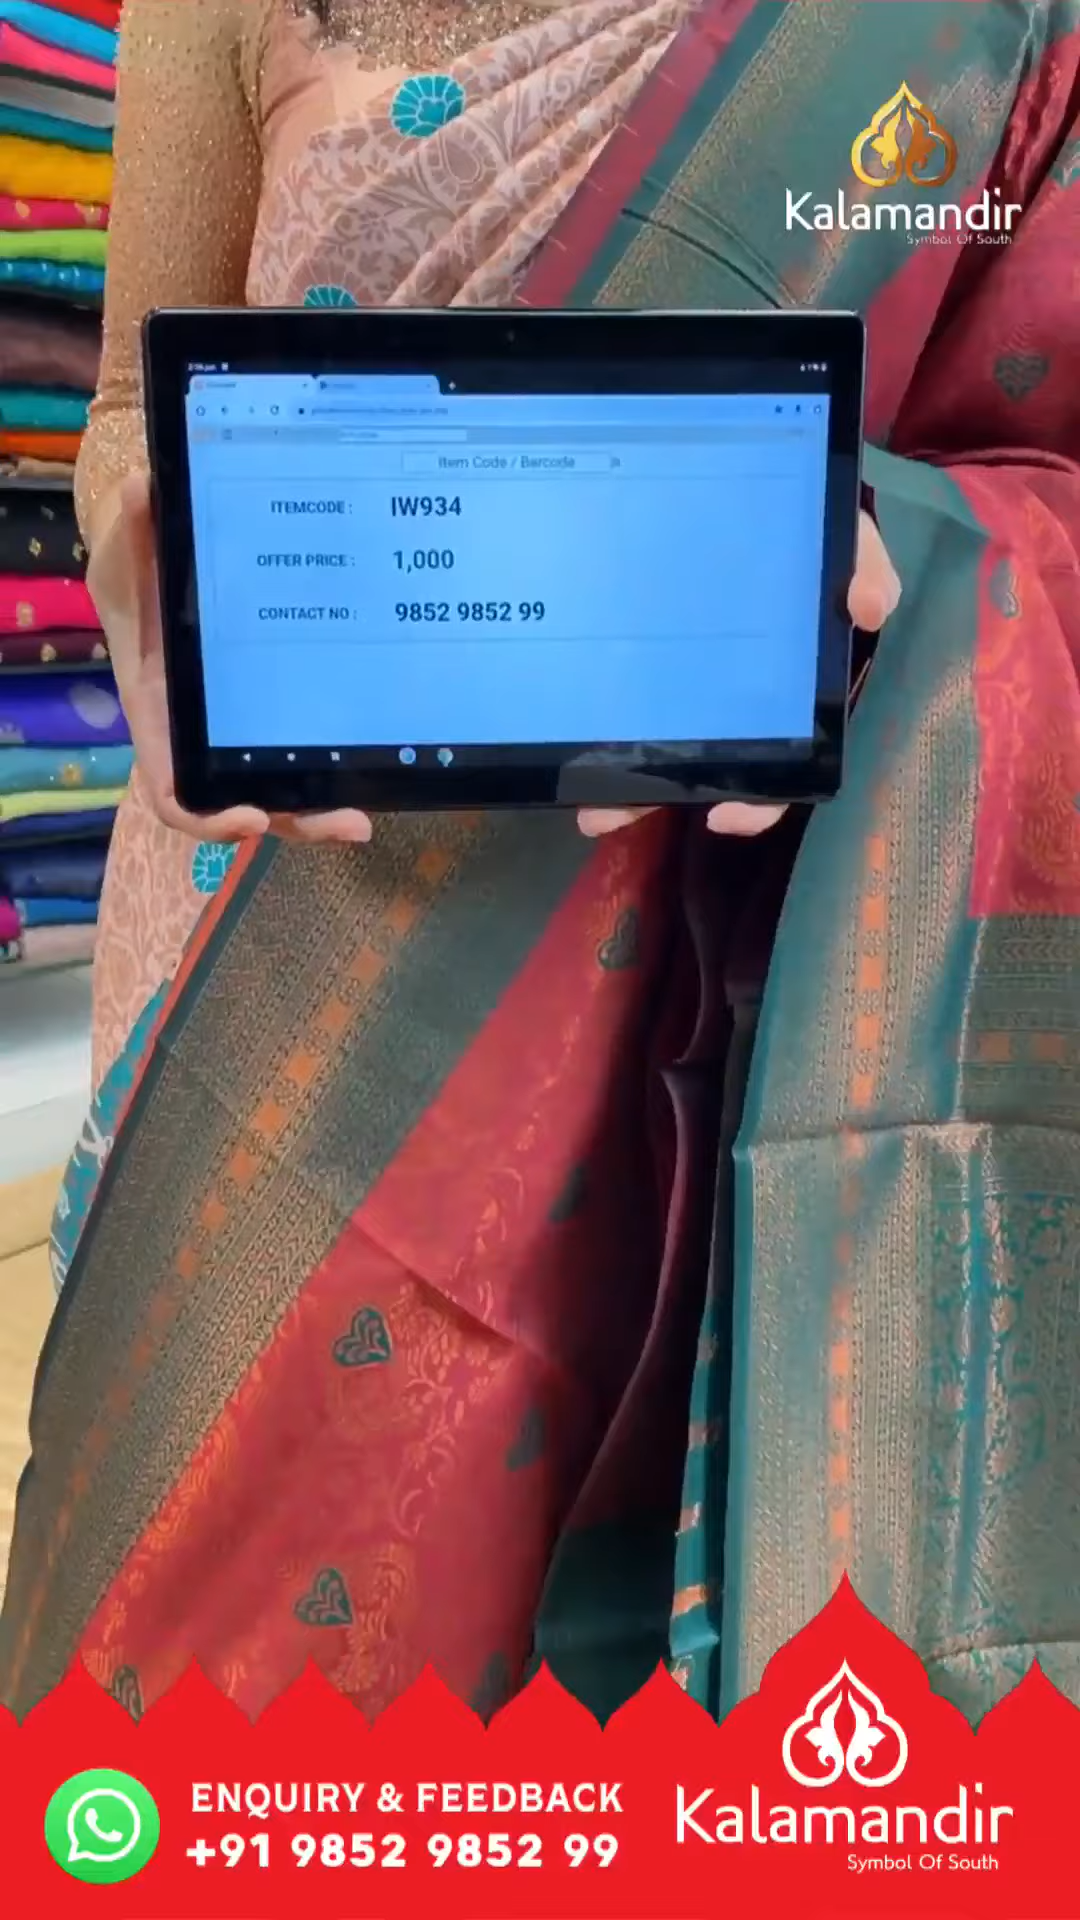 Kalamandir
Symbol Of South
Item Code / Barcode
ITEMCODE : IW934
OFFER PRICE : 1,000
CONTACT NO : 9852 9852 99
ENQUIRY & FEEDBACK
+91 9852 9852 99
Kalamandir
Symbol Of South